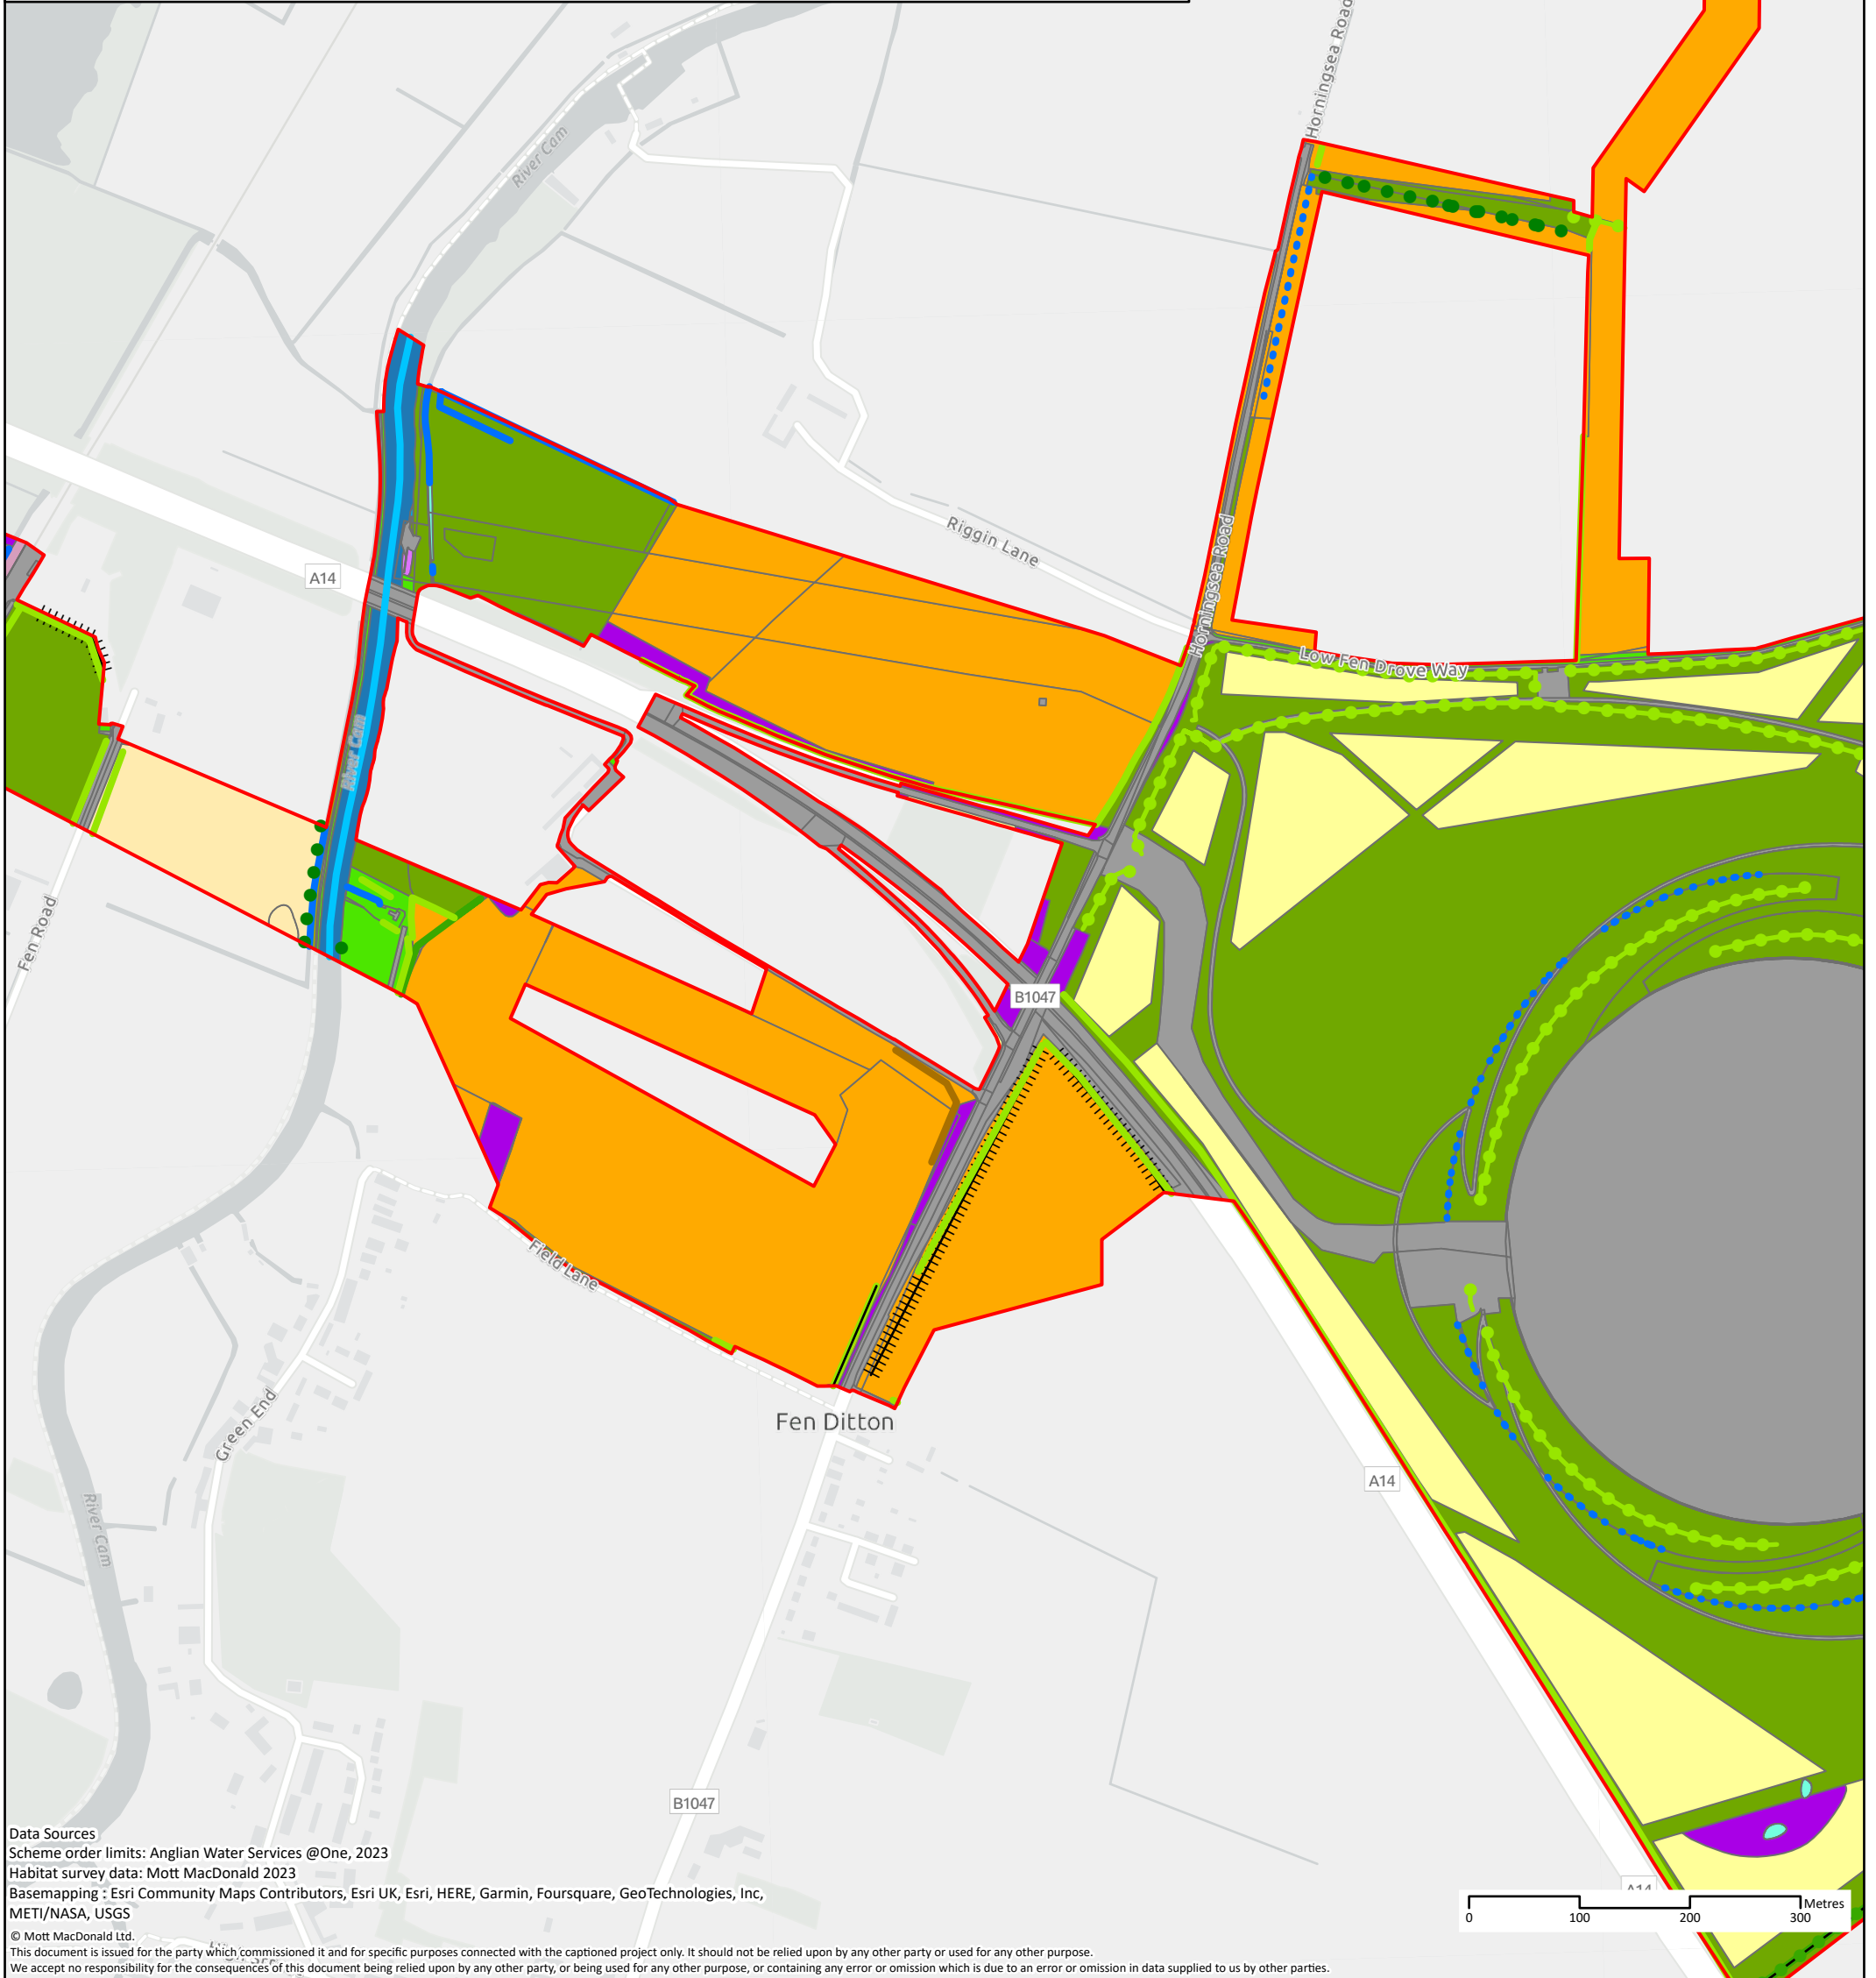 Horningsea Road
River Cam
Riggin Lane
A14
Horningsea Road
Low Fen Drove Way
River Cam
Fen Road
B1047
Field Lane
Fen Ditton
Green End
A14
River Cam
B1047
A14
Data Sources
Scheme order limits: Anglian Water Services @One, 2023
Habitat survey data: Mott MacDonald 2023
Basemapping : Esri Community Maps Contributors, Esri UK, Esri, HERE, Garmin, Foursquare, GeoTechnologies, Inc,
METI/NASA, USGS
Metres
0 100 200 300
© Mott MacDonald Ltd.
This document is issued for the party which commissioned it and for specific purposes connected with the captioned project only. It should not be relied upon by any other party or used for any other purpose.
We accept no responsibility for the consequences of this document being relied upon by any other party, or being used for any other purpose, or containing any error or omission which is due to an error or omission in data supplied to us by other parties.